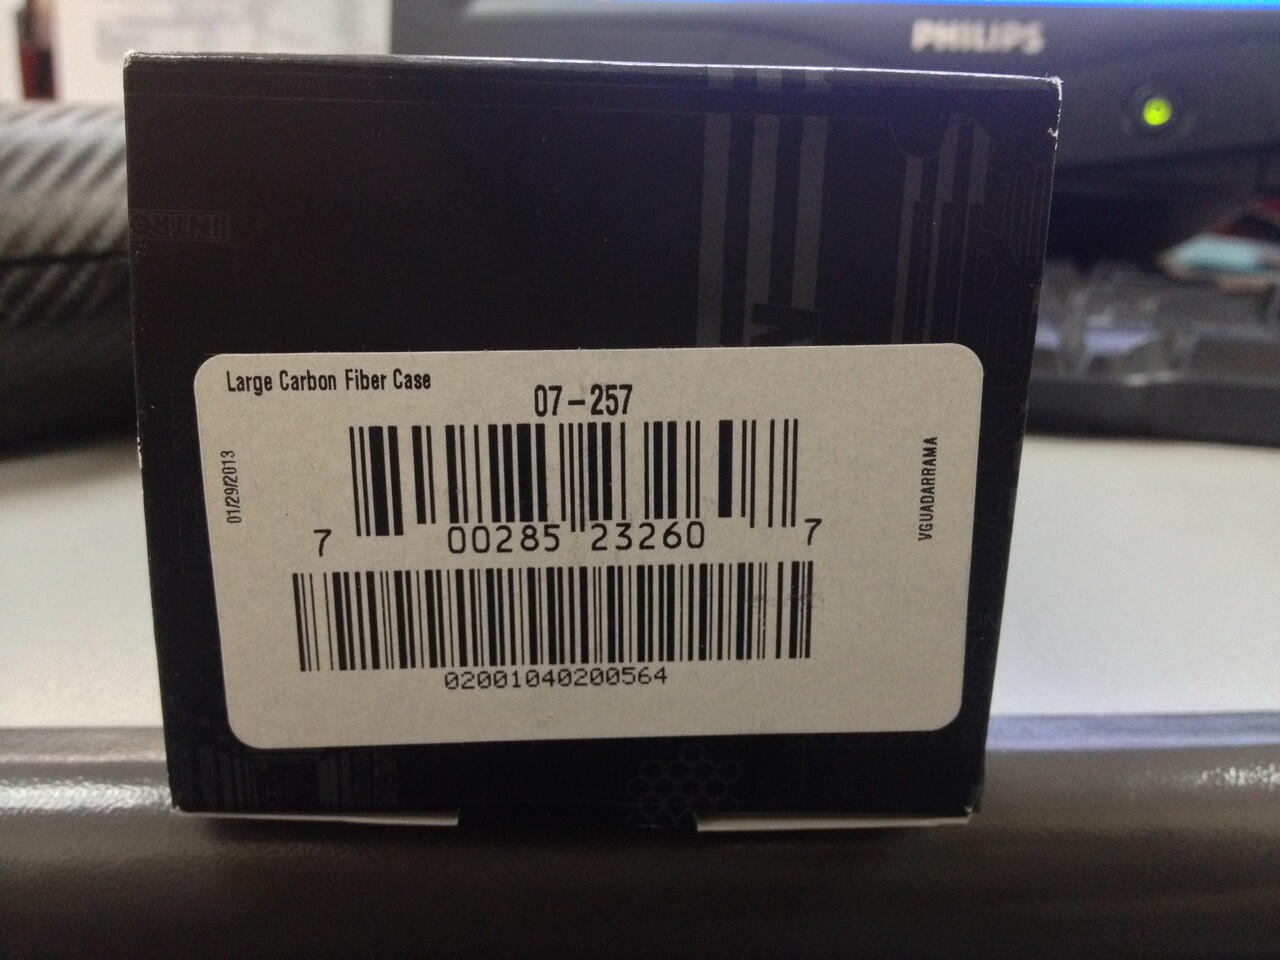 PHILIPS
Large Carbon Fiber Case
07-257
01/29/2013
VGUADARRAMA
7 00285 23260 7
02001040200564